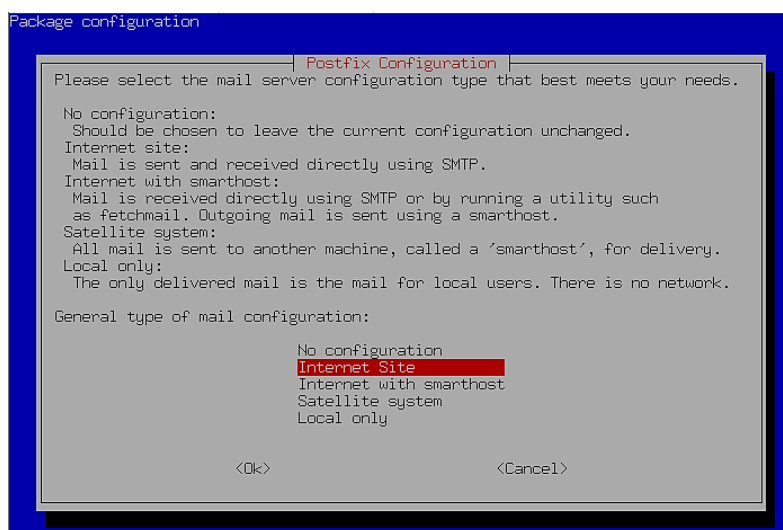 Package configuration
Postfix Configuration
Please select the mail server configuration type that best meets your needs.
No configuration:
Should be chosen to leave the current configuration unchanged.
Internet site:
Mail is sent and received directly using SMTP.
Internet with smarthost:
Mail is received directly using SMTP or by running a utility such
as fetchmail. Outgoing mail is sent using a smarthost.
Satellite system:
All mail is sent to another machine, called a 'smarthost', for delivery.
Local only:
The only delivered mail is the mail for local users. There is no network.
General type of mail configuration:
No configuration
Internet Site
Internet with smarthost
Satellite system
Local only
<Ok> <Cancel>